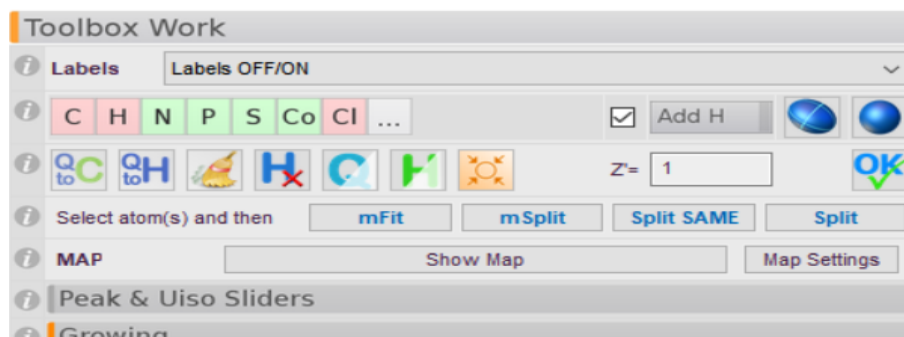 Toolbox Work
Labels Labels OFF/ON
C H N P S Co Cl ... Add H
Q to C Q to H H Q H Z'= 1 OK
Select atom(s) and then mFit mSplit Split SAME Split
MAP Show Map Map Settings
Peak & Uiso Sliders
Growing